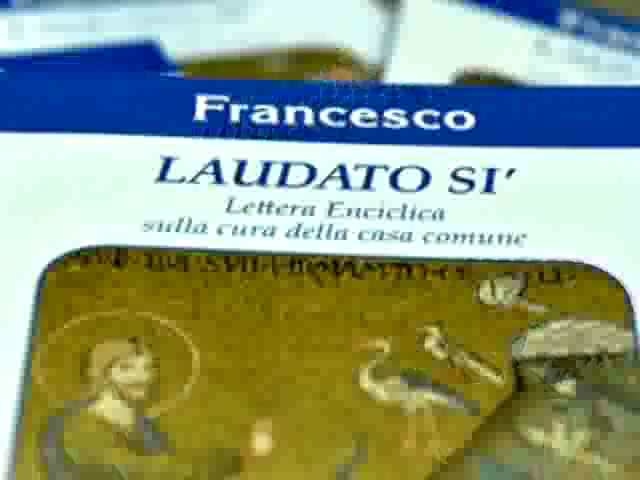 Francesco
LAUDATO SI'
Lettera Enciclica
sulla cura della casa comune